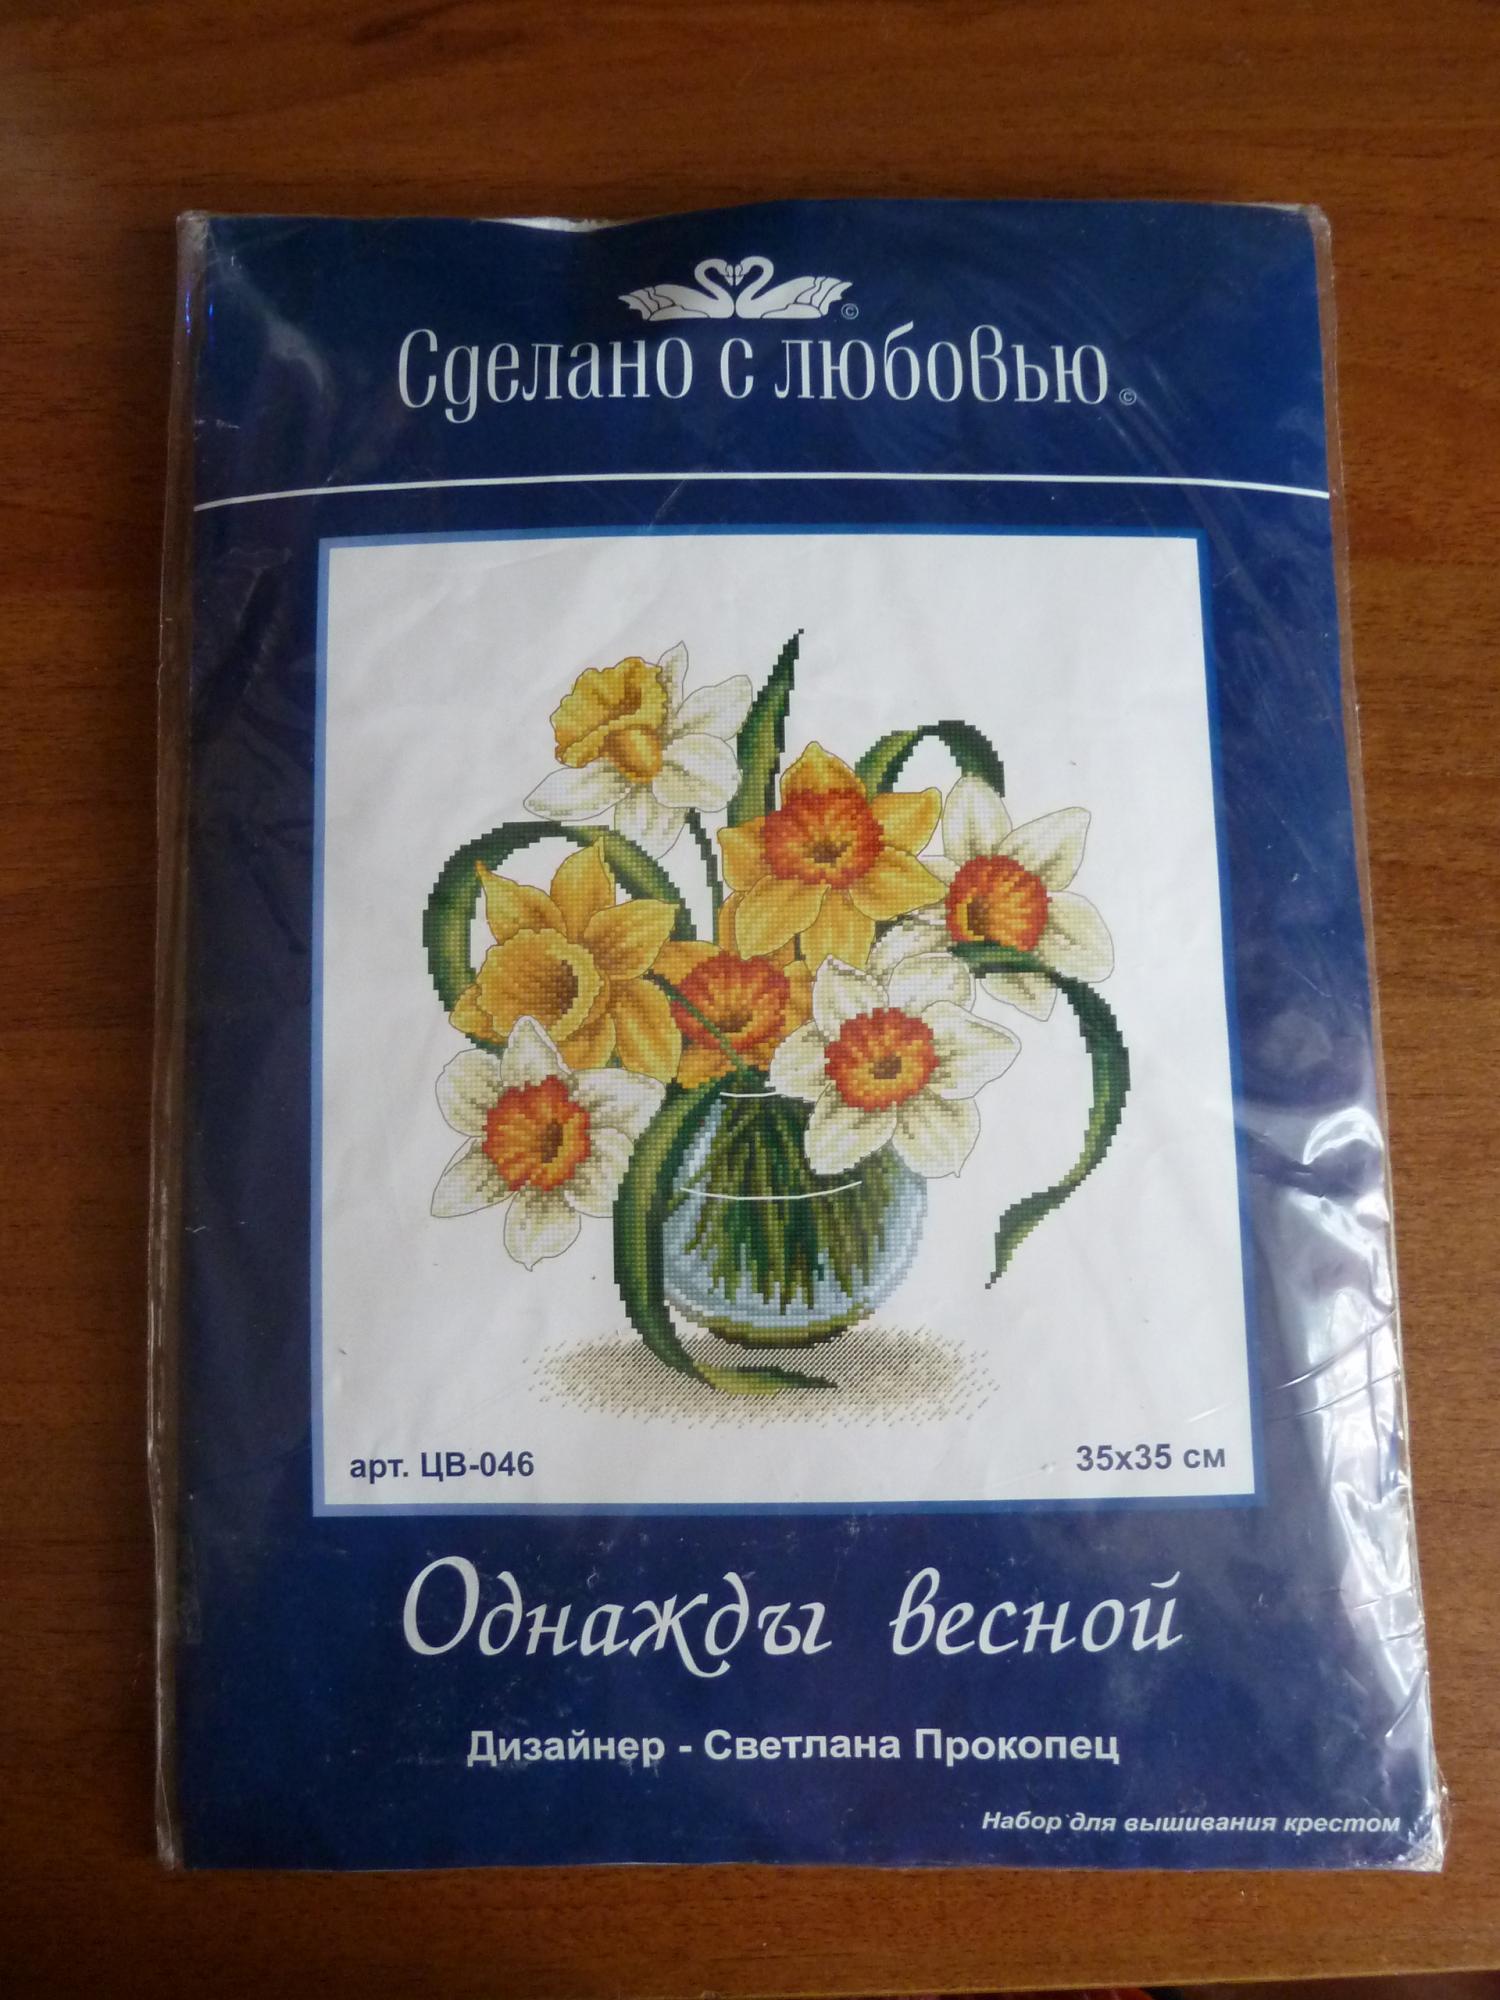 ©
Сделано с любовью©
арт. ЦВ-046
35х35 см
Однажды весной
Дизайнер - Светлана Прокопец
Набор для вышивания крестом